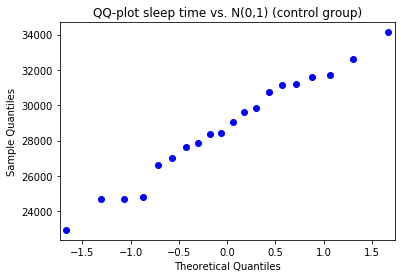 QQ-plot sleep time vs. N(0,1) (control group)
34000
32000
30000
28000
26000
24000
Sample Quantiles
−1.5 −1.0 −0.5 0.0 0.5 1.0 1.5
Theoretical Quantiles